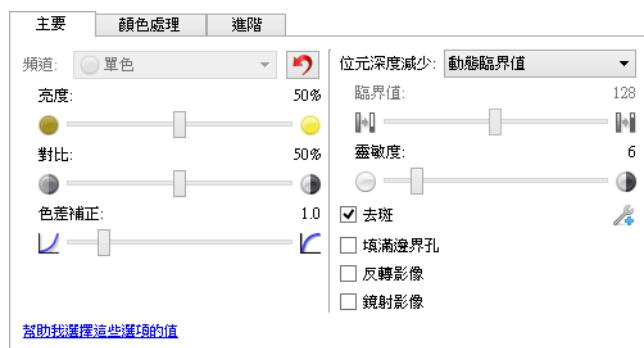 主要
顏色處理
進階
頻道:
單色
亮度:
50%
對比:
50%
色差補正:
1.0
幫助我選擇這些選項的值
位元深度減少:
動態臨界值
臨界值:
128
靈敏度:
6
去斑
填滿邊界孔
反轉影像
鏡射影像